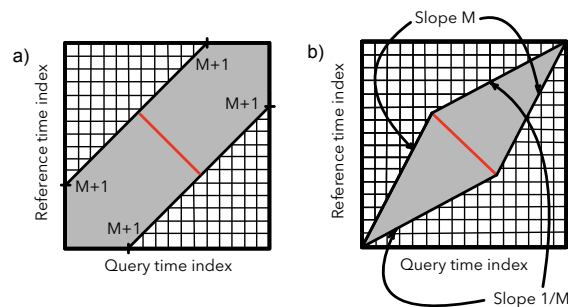 a)
M+1
M+1
M+1
M+1
Reference time index
Query time index
b)
Slope M
Reference time index
Query time index
Slope 1/M